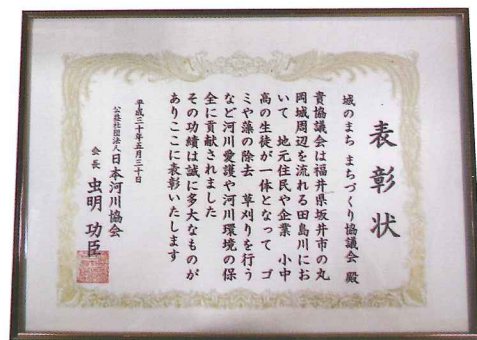 表彰状
城のまち まちづくり協議会 殿
貴協議会は福井県坂井市の丸
岡城周辺を流れる田島川にお
いて 地元住民や企業 小中
高の生徒が一体となって ゴ
ミや藻の除去 草刈りを行う
など河川愛護や河川環境の保
全に貢献されました
その功績は誠に多大なものが
ありここに表彰いたします
平成三十年五月三十日
公益社団法人日本河川協会
会長 虫明功臣